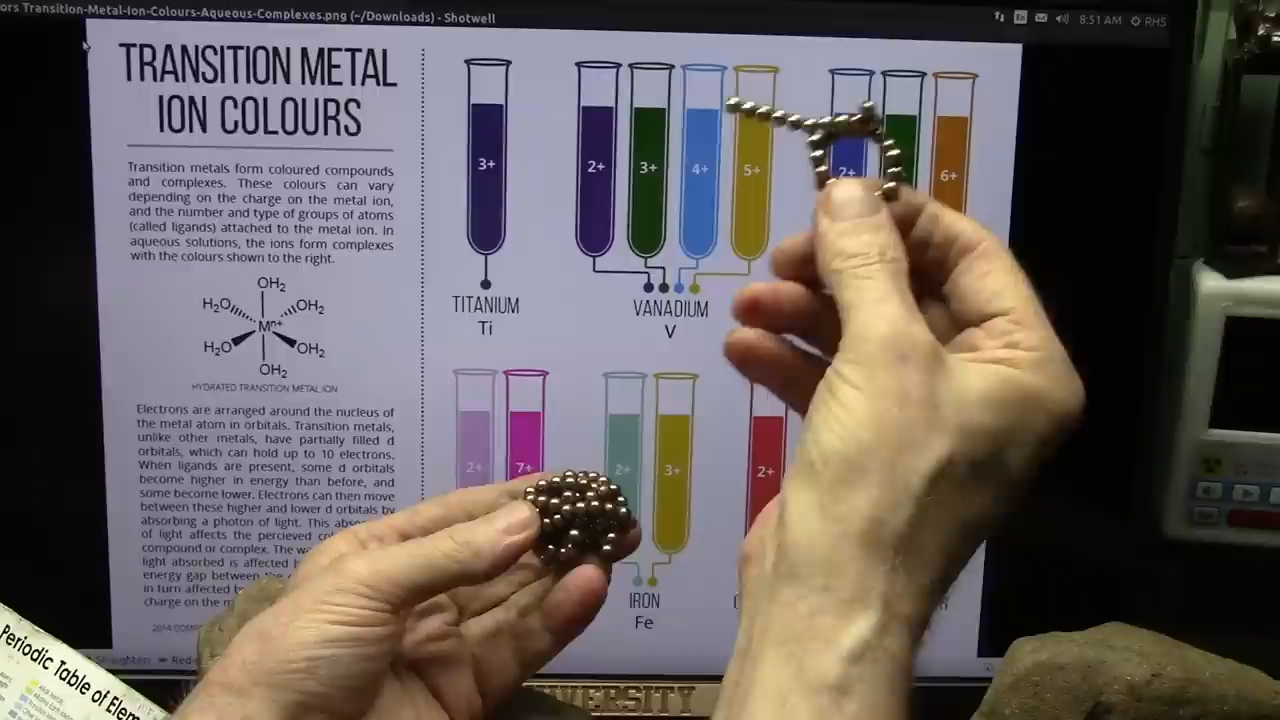 ors Transition-Metal-Ion-Colours-Aqueous-Complexes.png (~/Downloads) - Shotwell
En
8:51 AM
RHS
TRANSITION METAL
ION COLOURS
Transition metals form coloured compounds
and complexes. These colours can vary
depending on the charge on the metal ion,
and the number and type of groups of atoms
(called ligands) attached to the metal ion. In
aqueous solutions, the ions form complexes
with the colours shown to the right.
OH₂
H₂O
OH₂
Mⁿ⁺
H₂O
OH₂
OH₂
HYDRATED TRANSITION METAL ION
Electrons are arranged around the nucleus of
the metal atom in orbitals. Transition metals,
unlike other metals, have partially filled d
orbitals, which can hold up to 10 electrons.
When ligands are present, some d orbitals
become higher in energy than before, and
some become lower. Electrons can then move
between these higher and lower d orbitals by
absorbing a photon of light. This
of light affects the percieved
compound or complex. The
light absorbed is affected
energy gap between
in turn affected
charge on the
3+
2+
3+
4+
5+
2+
6+
TITANIUM
Ti
VANADIUM
V
2+
7+
2+
3+
2+
IRON
Fe
Straighten
Periodic Table of Elem
VERSITY